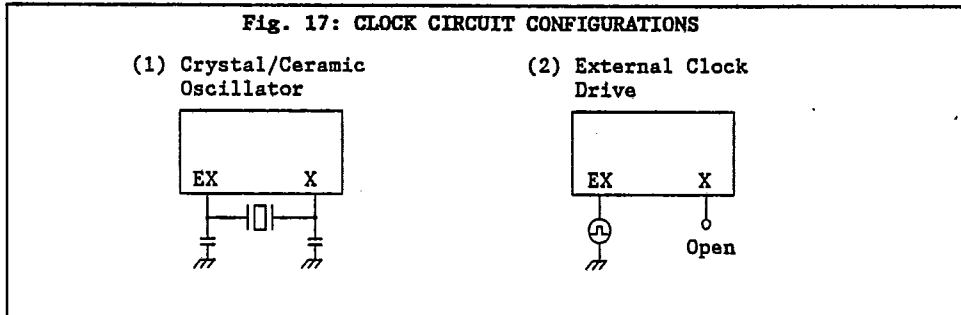 Fig. 17: CLOCK CIRCUIT CONFIGURATIONS
(1) Crystal/Ceramic
Oscillator
EX X
(2) External Clock
Drive
EX X
Open